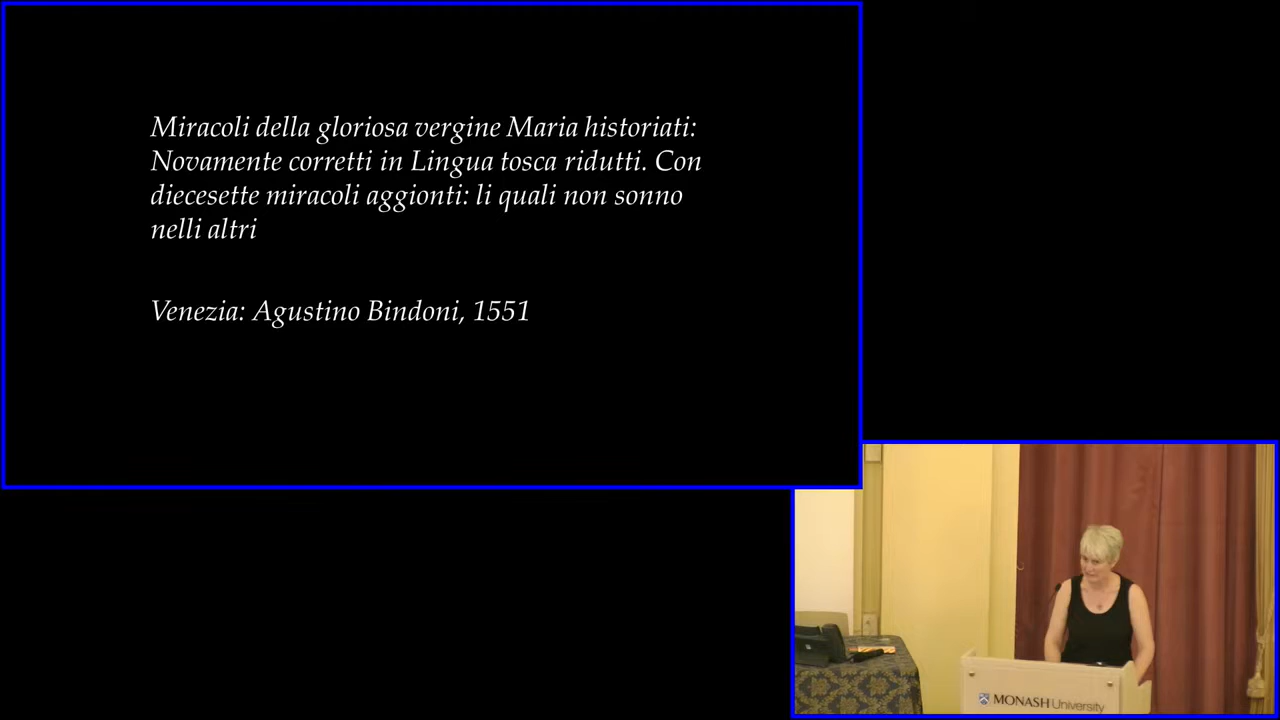 Miracoli della gloriosa vergine Maria historiati:
Novamente corretti in Lingua tosca ridutti. Con
diecesette miracoli aggionti: li quali non sonno
nelli altri
Venezia: Agustino Bindoni, 1551
MONASH University